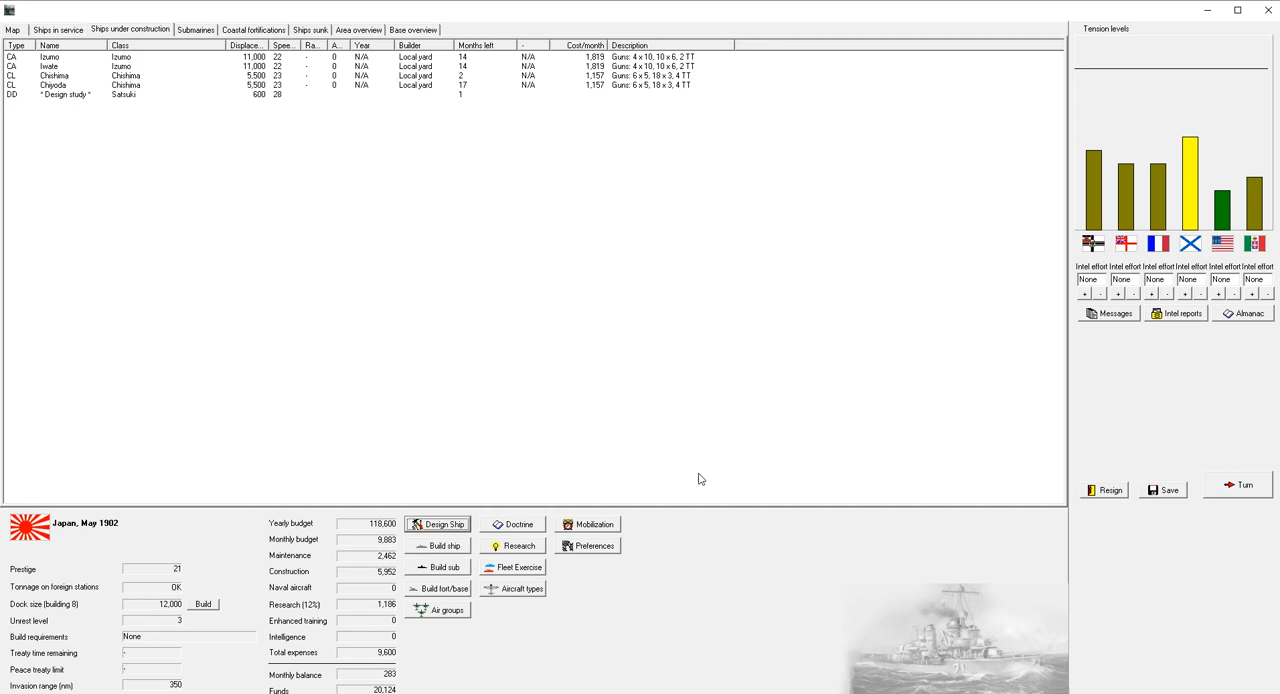 Map Ships in service Ships under construction Submarines Coastal fortifications Ships sunk Area overview Base overview
Type Name Class Displace... Spee... Ra... A... Year Builder Months left - Cost/month Description
CA Izumo Izumo 11,000 22 - 0 N/A Local yard 14 N/A 1,819 Guns: 4 x 10, 10 x 6, 2 TT
CA Iwate Izumo 11,000 22 - 0 N/A Local yard 14 N/A 1,819 Guns: 4 x 10, 10 x 6, 2 TT
CL Chishima Chishima 5,500 23 - 0 N/A Local yard 2 N/A 1,157 Guns: 6 x 5, 18 x 3, 4 TT
CL Chiyoda Chishima 5,500 23 - 0 N/A Local yard 17 N/A 1,157 Guns: 6 x 5, 18 x 3, 4 TT
DD * Design study * Satsuki 600 28 1
Tension levels
Intel effort Intel effort Intel effort Intel effort Intel effort Intel effort
None None None None None None
+ - + - + - + - + - + -
Messages Intel reports Almanac
Resign Save Turn
Japan, May 1902
Prestige 21
Tonnage on foreign stations OK
Dock size (building 8) 12,000 Build
Unrest level 3
Build requirements None
Treaty time remaining -
Peace treaty limit -
Invasion range (nm) 350
Yearly budget 118,600
Monthly budget 9,883
Maintenance 2,462
Construction 5,952
Naval aircraft 0
Research (12%) 1,186
Enhanced training 0
Intelligence 0
Total expenses 9,600
Monthly balance 283
Funds 20,124
Design Ship Doctrine Mobilization
Build ship Research Preferences
Build sub Fleet Exercise
Build fort/base Aircraft types
Air groups